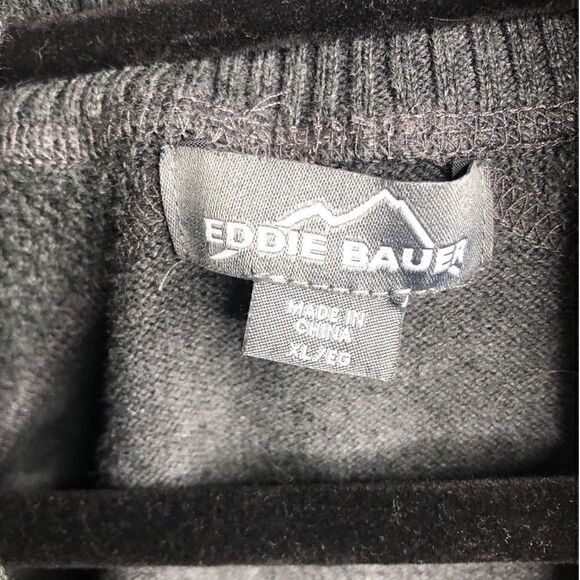 EDDIE BAUER
MADE IN
CHINA
XL/EG